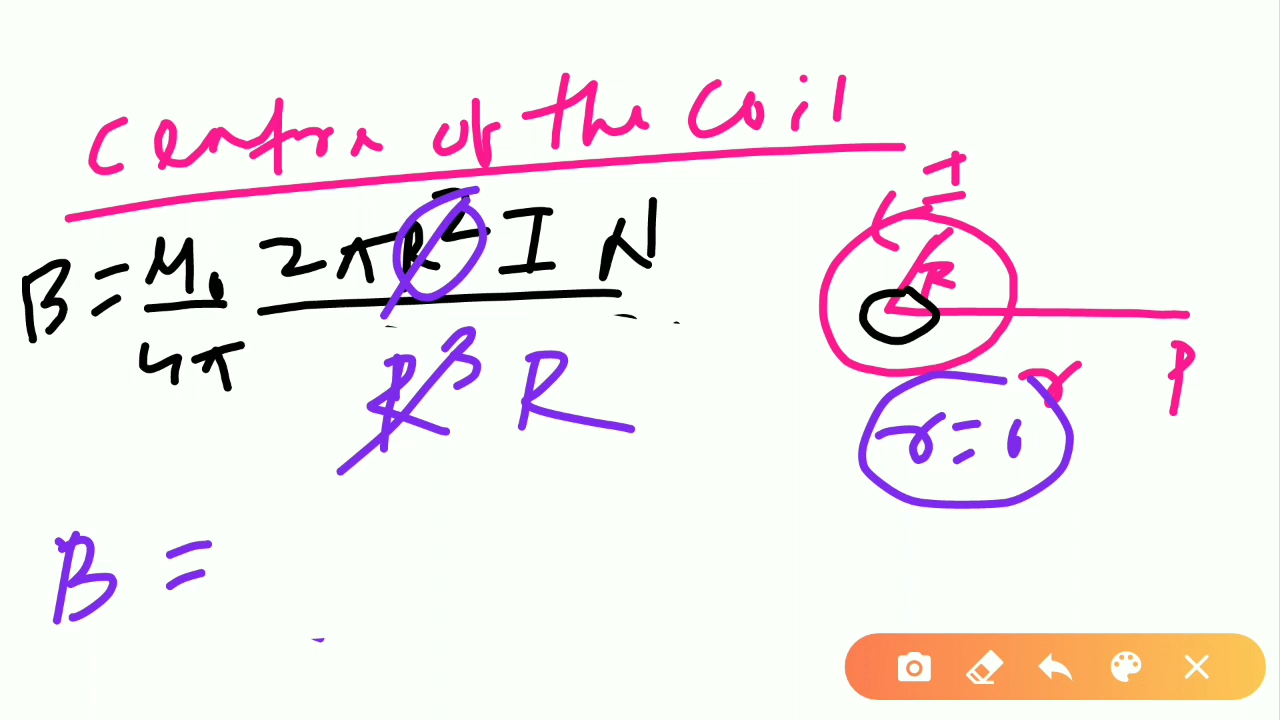 centre of the coil
I
B = μ₀/4π 2πR² I N / R³ R
R
r P
r = 0
B =